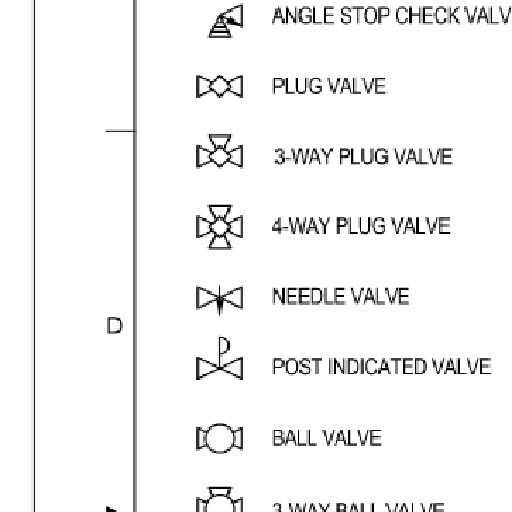 ANGLE STOP CHECK VALV
PLUG VALVE
3-WAY PLUG VALVE
4-WAY PLUG VALVE
NEEDLE VALVE
D
POST INDICATED VALVE
BALL VALVE
3-WAY BALL VALVE